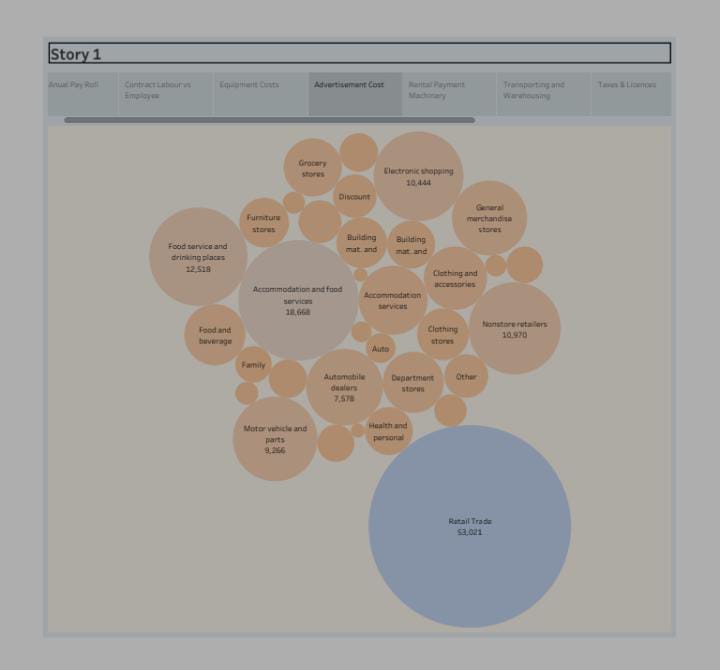 Story 1
Anual Pay Roll
Contract Labour vs
Employee
Equipment Costs
Advertisement Cost
Rental Payment
Machinery
Transporting and
Warehousing
Taxes & Licences
Grocery
stores
Electronic shopping
10,444
Discount
General
merchandise
stores
Furniture
stores
Building
mat. and
Building
mat. and
Food service and
drinking places
12,518
Clothing and
accessories
Accommodation and food
services
18,668
Accommodation
services
Nonstore retailers
10,970
Food and
beverage
Clothing
stores
Auto
Family
Automobile
dealers
7,578
Department
stores
Other
Motor vehicle and
parts
9,266
Health and
personal
Retail Trade
53,021